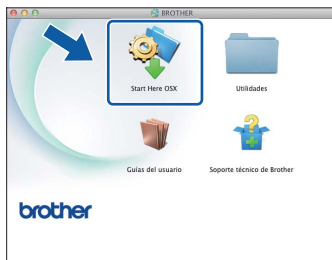 BROTHER
Start Here OSX
Utilidades
Guías del usuario
Soporte técnico de Brother
brother